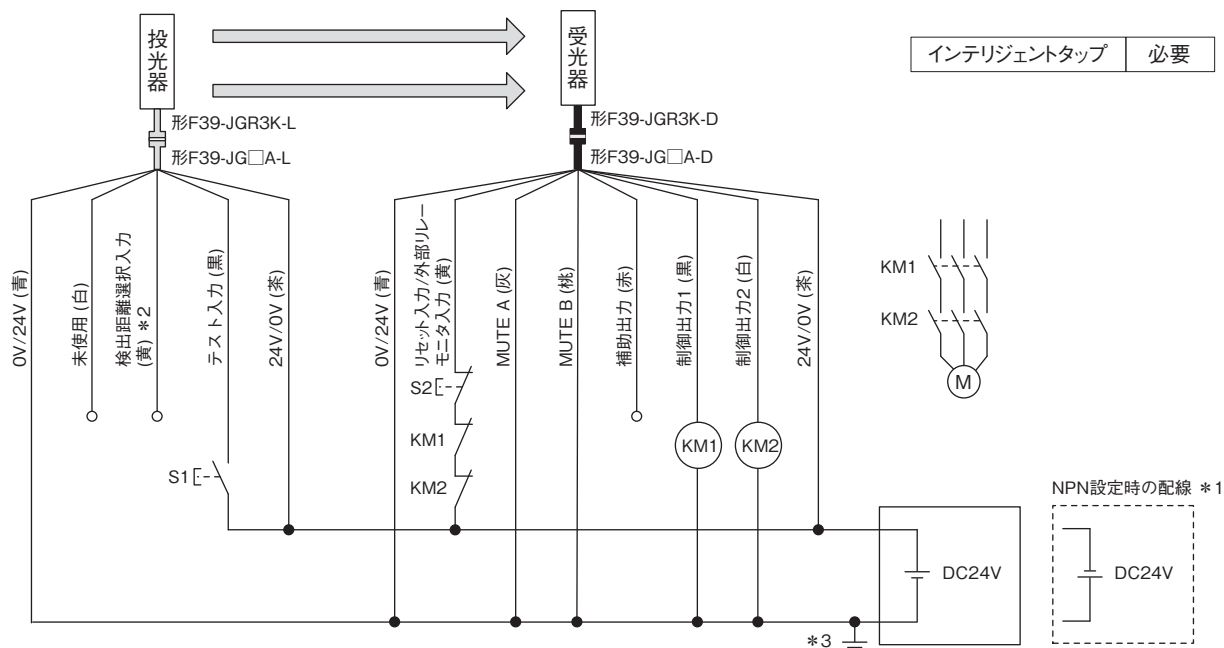 投光器
受光器
インテリジェントタップ 必要
形F39-JGR3K-L
形F39-JG□A-L
形F39-JGR3K-D
形F39-JG□A-D
0V/24V (青)
未使用 (白)
検出距離選択入力
(黄) *2
テスト入力 (黒)
24V/0V (茶)
0V/24V (青)
リセット入力/外部リレー
モニタ入力 (黄)
MUTE A (灰)
MUTE B (桃)
補助出力 (赤)
制御出力1 (黒)
制御出力2 (白)
24V/0V (茶)
KM1
KM2
M
S2
KM1
KM2
KM1
KM2
S1
NPN設定時の配線 *1
DC24V
DC24V
*3